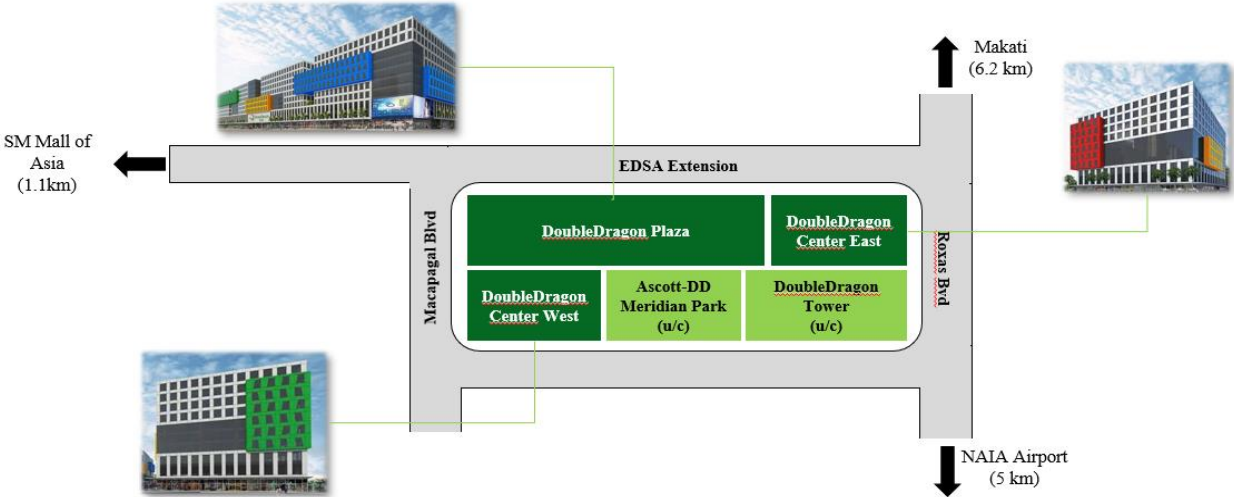 Makati
(6.2 km)
SM Mall of
Asia
(1.1km)
EDSA Extension
Macapagal Blvd
DoubleDragon Plaza
DoubleDragon
Center East
Roxas Bvd
DoubleDragon
Center West
Ascott-DD
Meridian Park
(u/c)
DoubleDragon
Tower
(u/c)
NAIA Airport
(5 km)